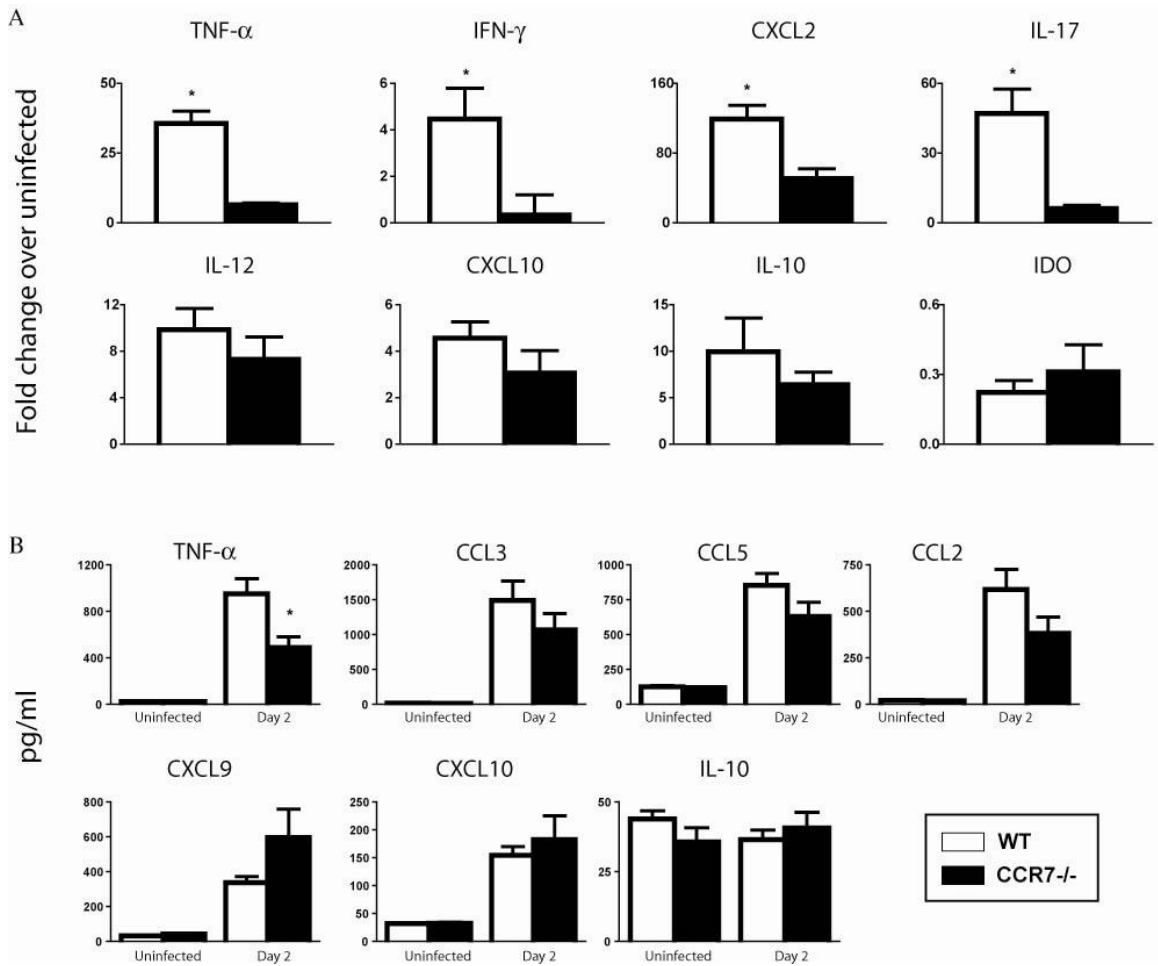 A
TNF-α IFN-γ CXCL2 IL-17
Fold change over uninfected
50 25 0
*
6 4 2 0
*
160 80 0
*
60 30 0
*
IL-12 CXCL10 IL-10 IDO
12 8 4 0
6 4 2 0
15 10 5 0
0.6 0.3 0.0
B
TNF-α CCL3 CCL5 CCL2
pg/ml
1200 800 400 0
*
Uninfected Day 2
2000 1500 1000 500 0
Uninfected Day 2
1000 750 500 250 0
Uninfected Day 2
750 500 250 0
Uninfected Day 2
CXCL9 CXCL10 IL-10
800 600 400 200 0
Uninfected Day 2
250 200 150 100 50 0
Uninfected Day 2
50 25 0
Uninfected Day 2
WT
CCR7-/-